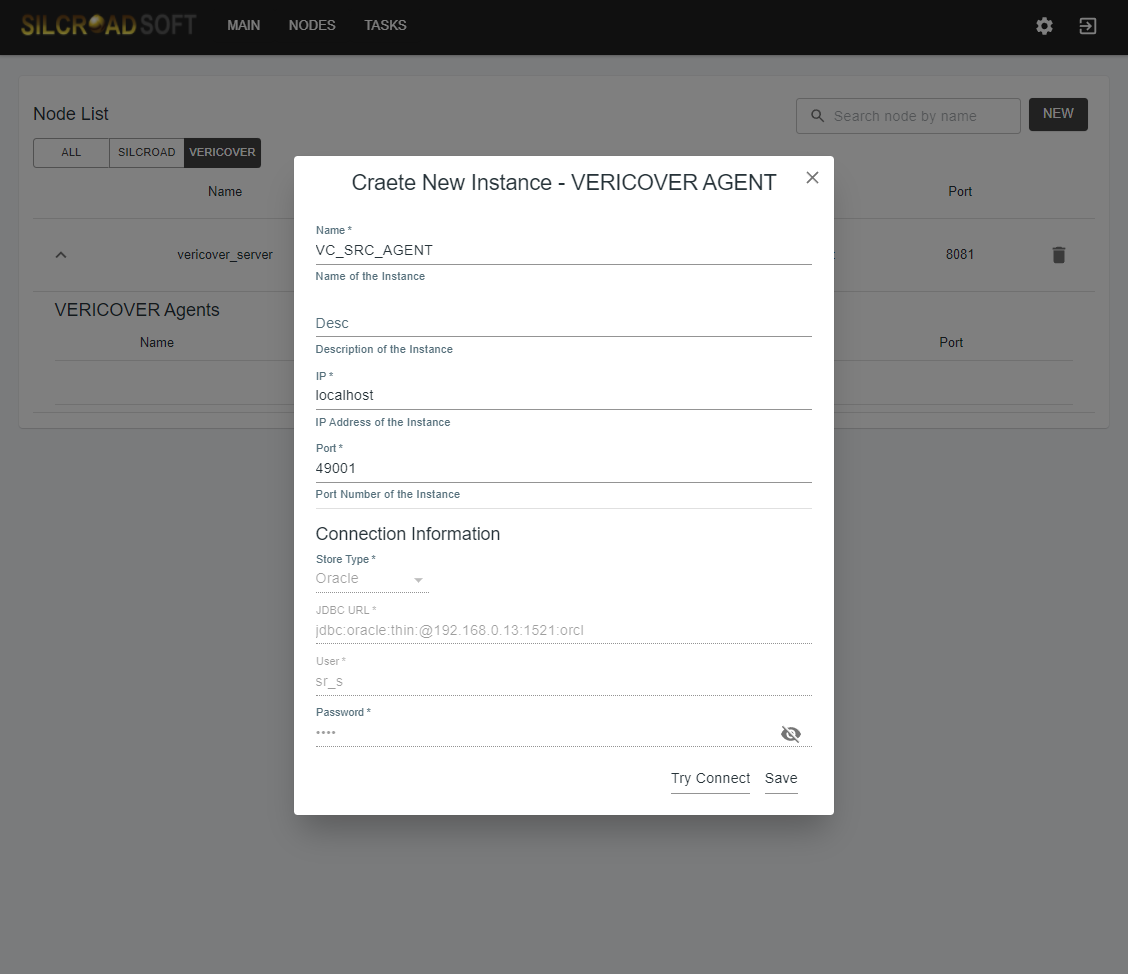 SILCROADSOFT MAIN NODES TASKS
Node List
Search node by name NEW
ALL SILCROAD VERICOVER
Name Port
vericover_server 8081
VERICOVER Agents
Name Port
Craete New Instance - VERICOVER AGENT
Name *
VC_SRC_AGENT
Name of the Instance
Desc
Description of the Instance
IP *
localhost
IP Address of the Instance
Port *
49001
Port Number of the Instance
Connection Information
Store Type *
Oracle
JDBC URL *
jdbc:oracle:thin:@192.168.0.13:1521:orcl
User *
sr_s
Password *
••••
Try Connect Save